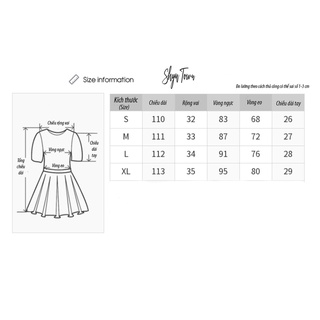 Shyn Town
Size information
Đo lường theo cách thủ công có thể sai số 1-3 cm
Kích thước (Size) Chiều dài Rộng vai Vòng ngực Vòng eo Chiều dài tay
S 110 32 83 68 26
M 111 33 87 72 27
L 112 34 91 76 28
XL 113 35 95 80 29
Chiều rộng vai
Chiều dài tay
Vòng ngực
Vòng eo
Tổng chiều dài